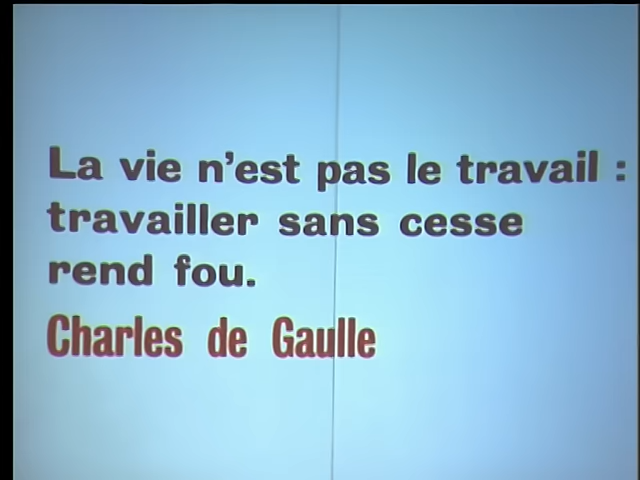 La vie n'est pas le travail :
travailler sans cesse
rend fou.
Charles de Gaulle